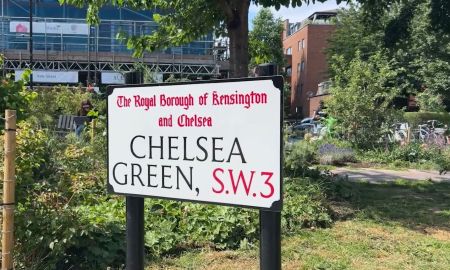 The Royal Borough of Kensington
and Chelsea
CHELSEA
GREEN, S.W.3